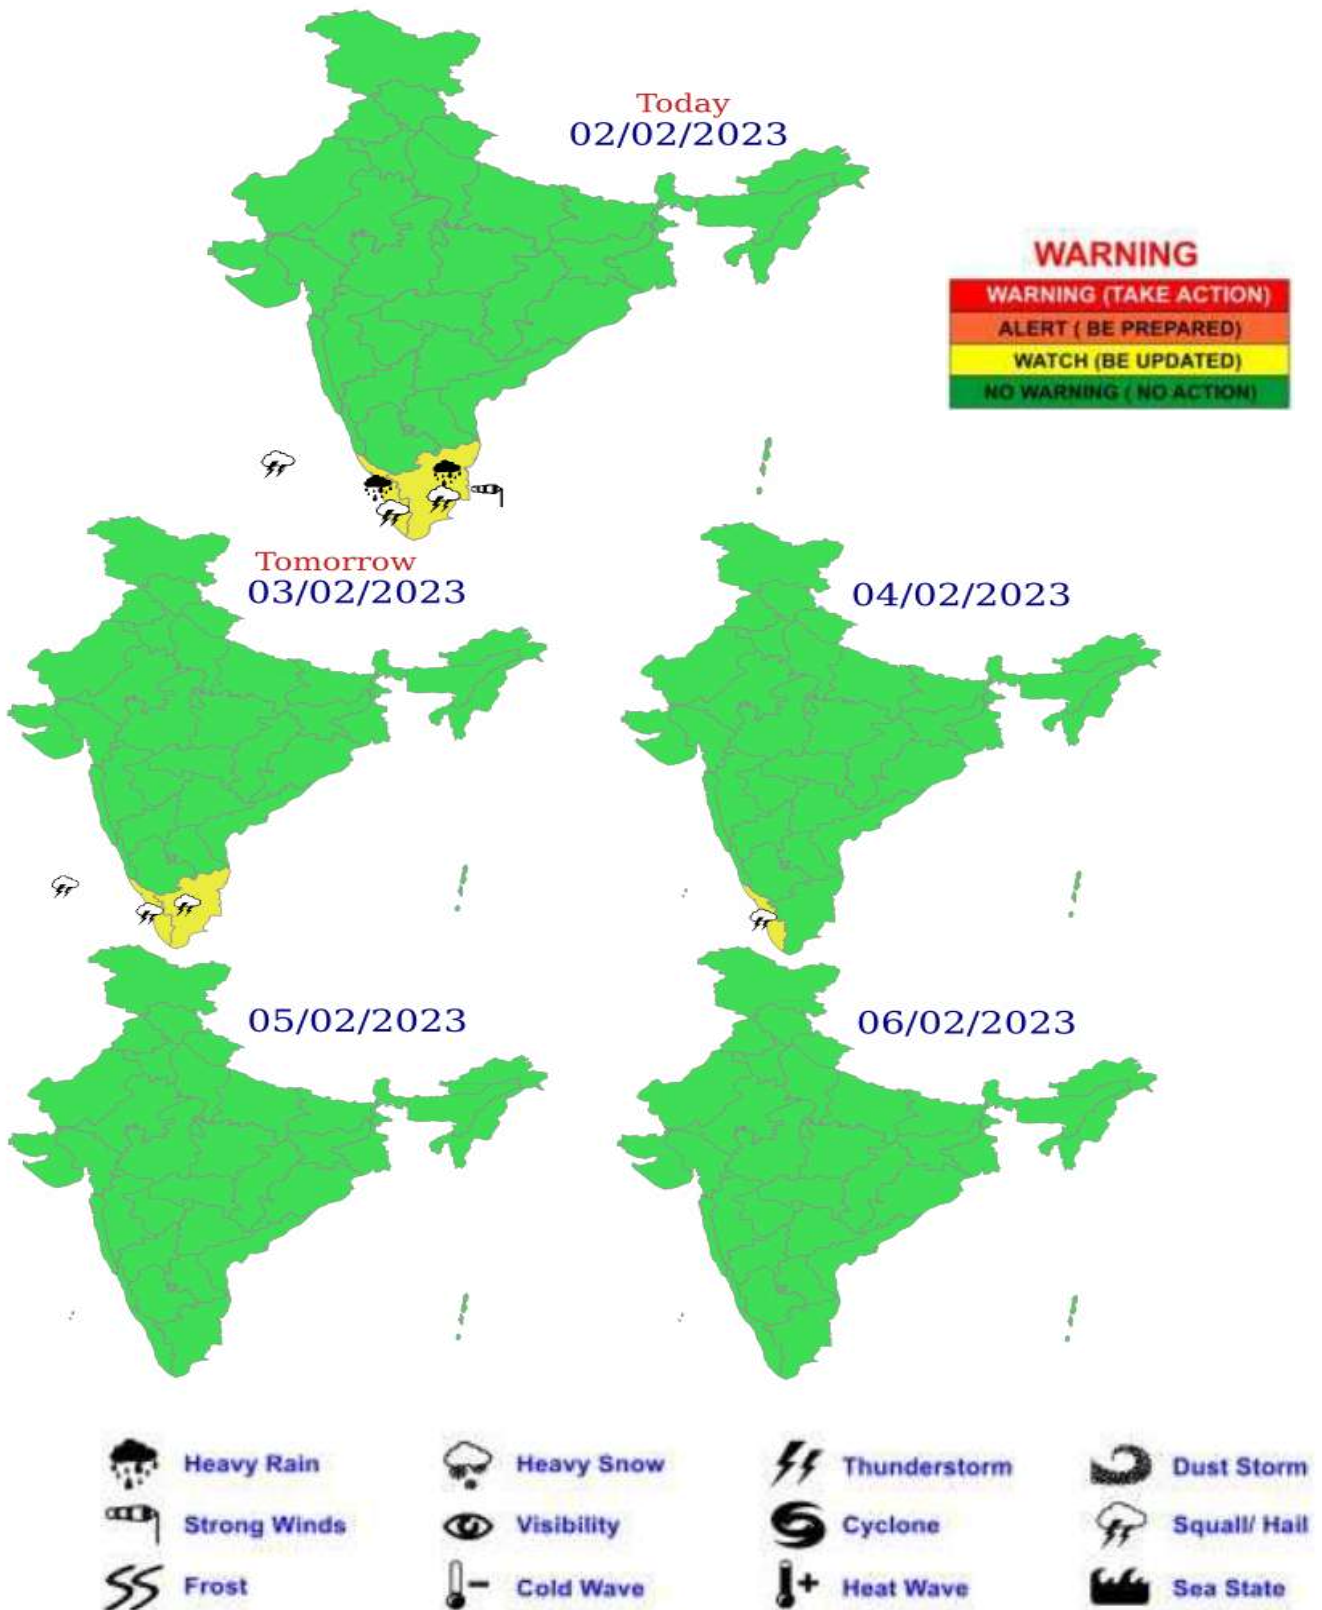 Today
02/02/2023
WARNING
WARNING (TAKE ACTION)
ALERT ( BE PREPARED)
WATCH (BE UPDATED)
NO WARNING ( NO ACTION)
Tomorrow
03/02/2023
04/02/2023
05/02/2023
06/02/2023
Heavy Rain
Heavy Snow
Thunderstorm
Dust Storm
Strong Winds
Visibility
Cyclone
Squall/ Hail
Frost
Cold Wave
Heat Wave
Sea State